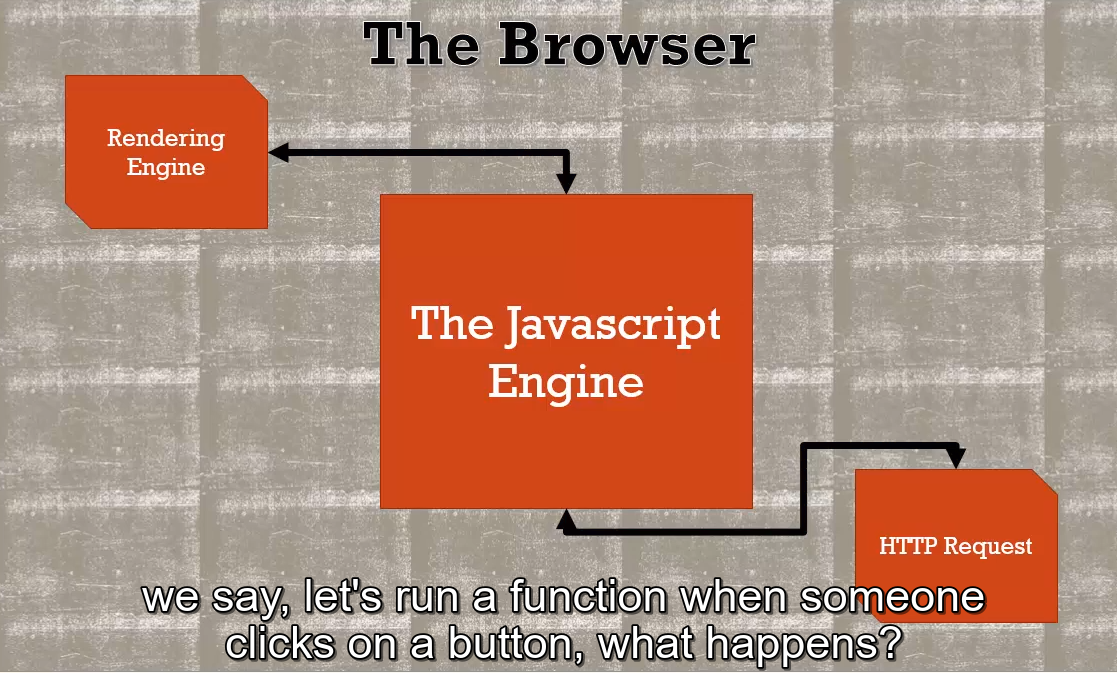 The Browser
Rendering
Engine
The Javascript
Engine
HTTP Request
we say, let's run a function when someone
clicks on a button, what happens?